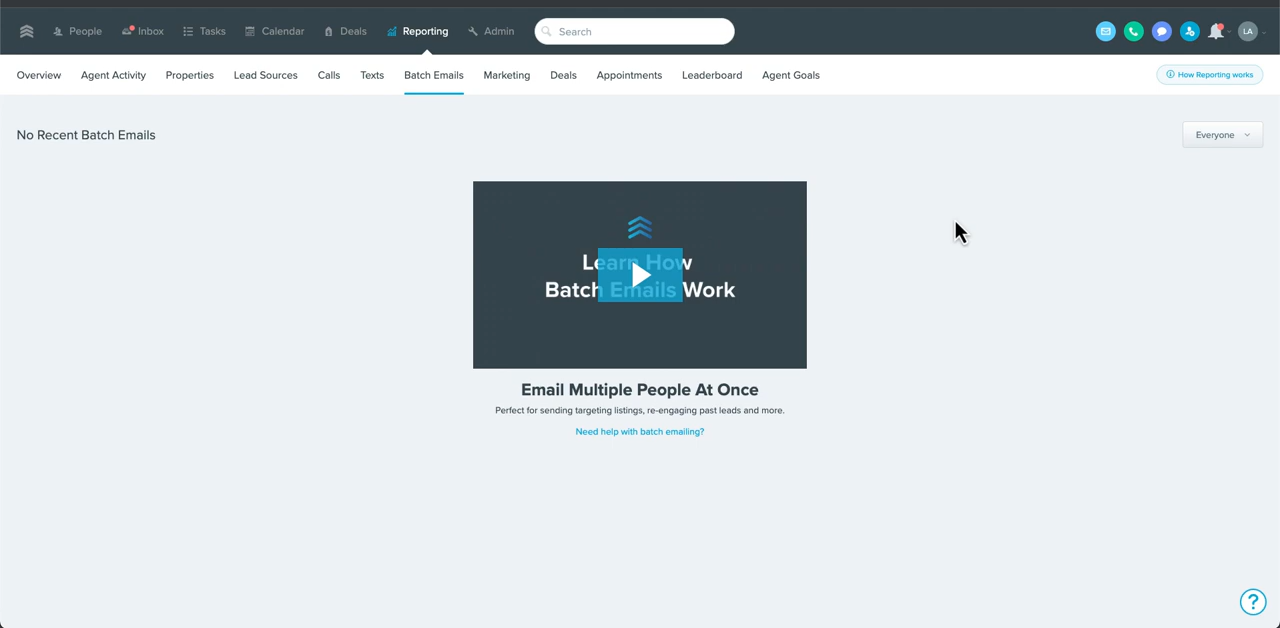 People Inbox Tasks Calendar Deals Reporting Admin Search LA
Overview Agent Activity Properties Lead Sources Calls Texts Batch Emails Marketing Deals Appointments Leaderboard Agent Goals How Reporting works
No Recent Batch Emails Everyone
Learn How
Batch Emails Work
Email Multiple People At Once
Perfect for sending targeting listings, re-engaging past leads and more.
Need help with batch emailing?
?